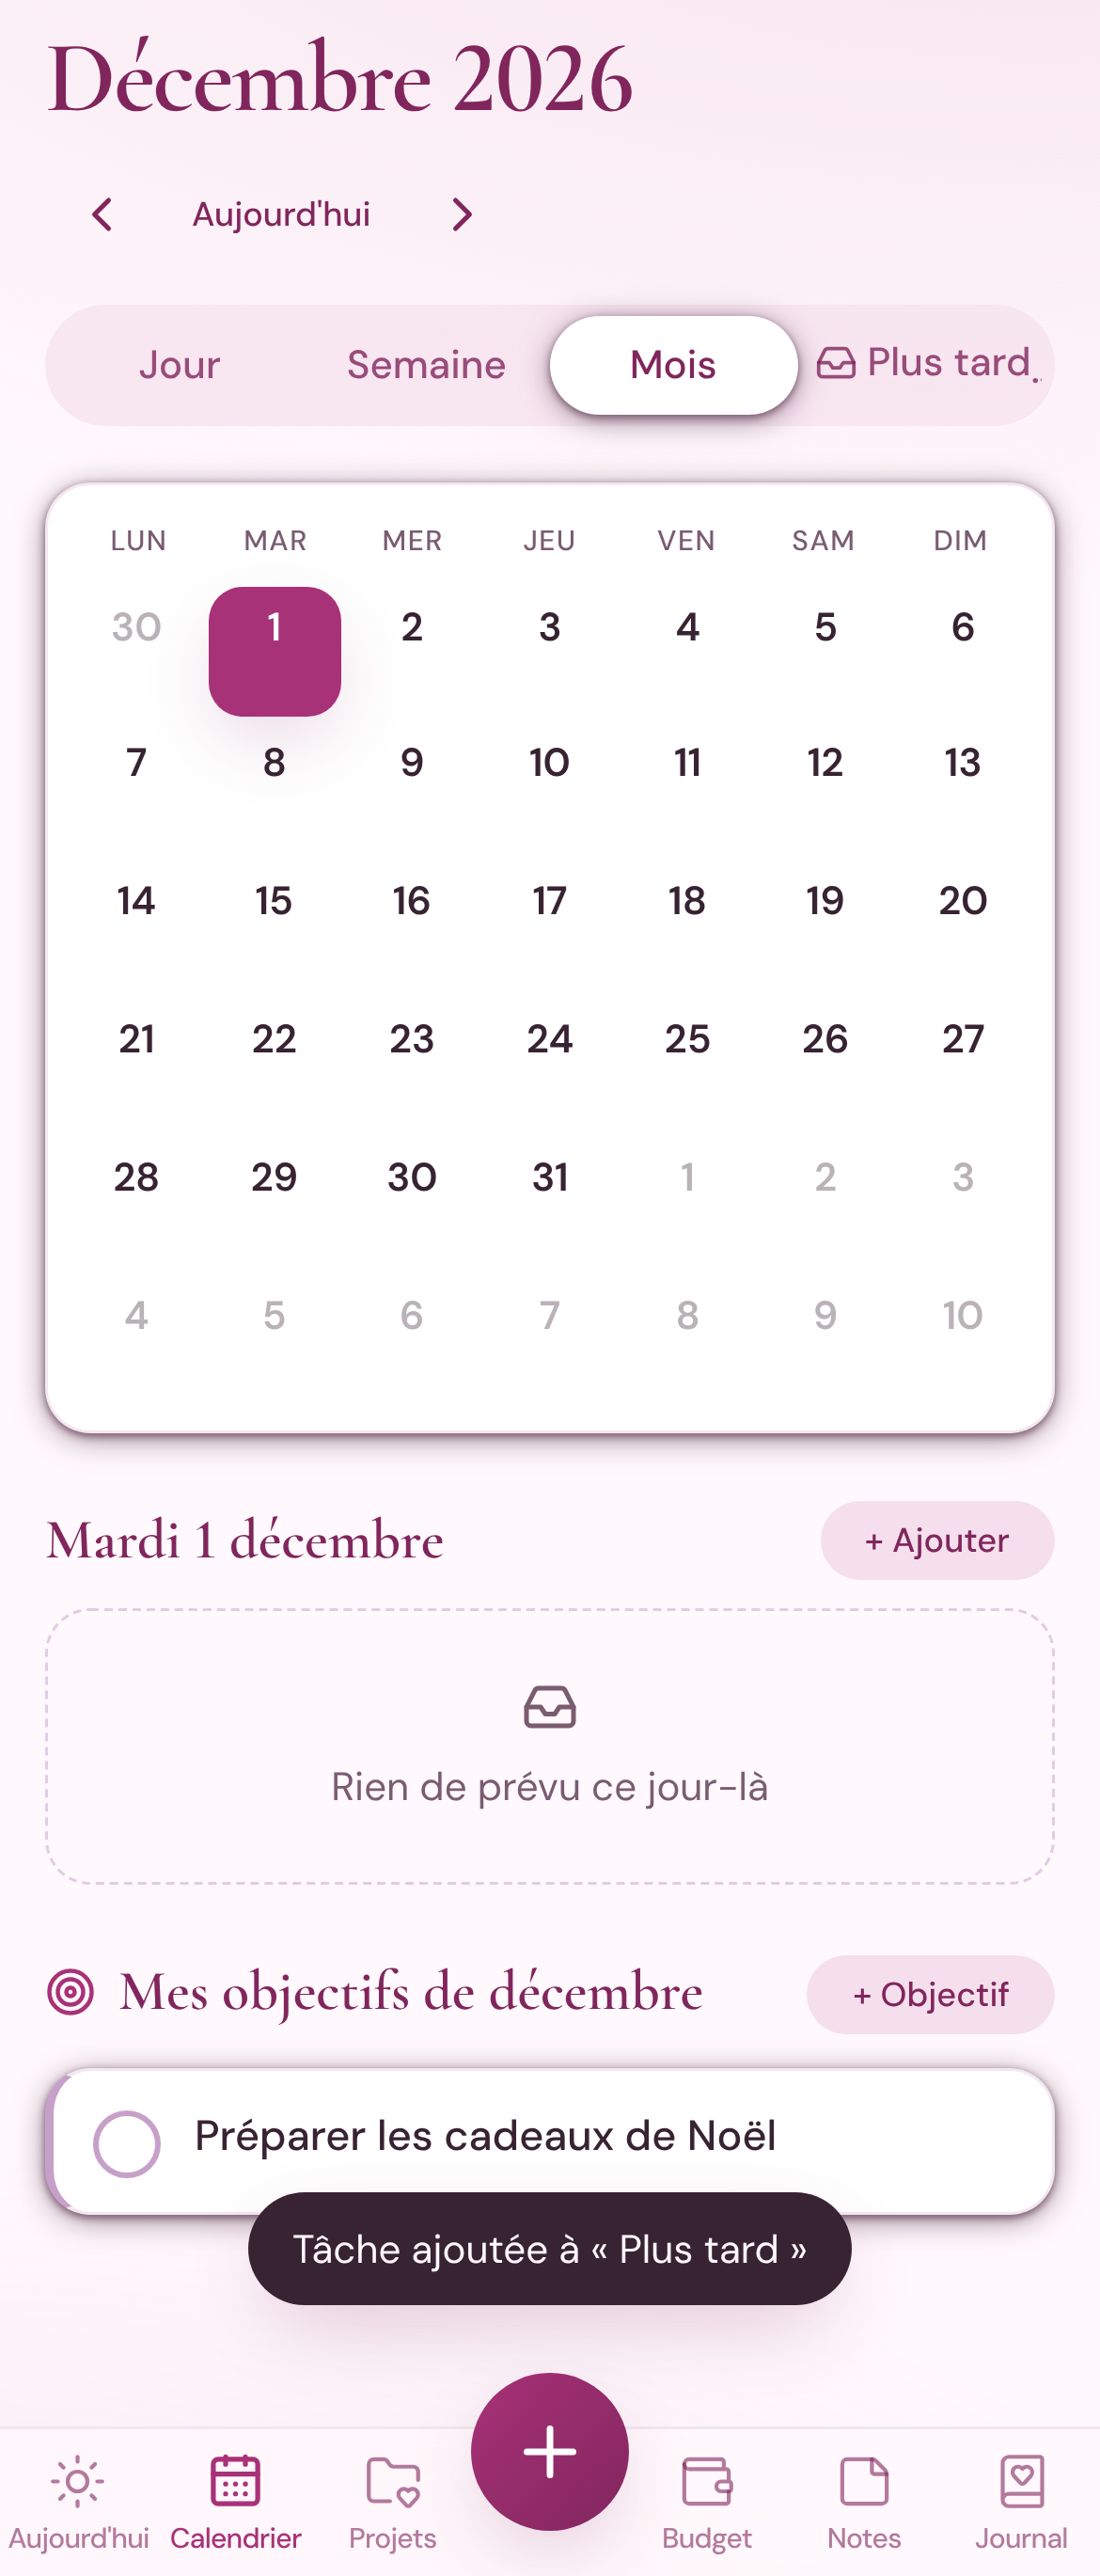 Décembre 2026
Aujourd'hui
Jour Semaine Mois Plus tard..
LUN MAR MER JEU VEN SAM DIM
30 1 2 3 4 5 6
7 8 9 10 11 12 13
14 15 16 17 18 19 20
21 22 23 24 25 26 27
28 29 30 31 1 2 3
4 5 6 7 8 9 10
Mardi 1 décembre + Ajouter
Rien de prévu ce jour-là
Mes objectifs de décembre + Objectif
Préparer les cadeaux de Noël
Tâche ajoutée à « Plus tard »
Aujourd'hui Calendrier Projets Budget Notes Journal